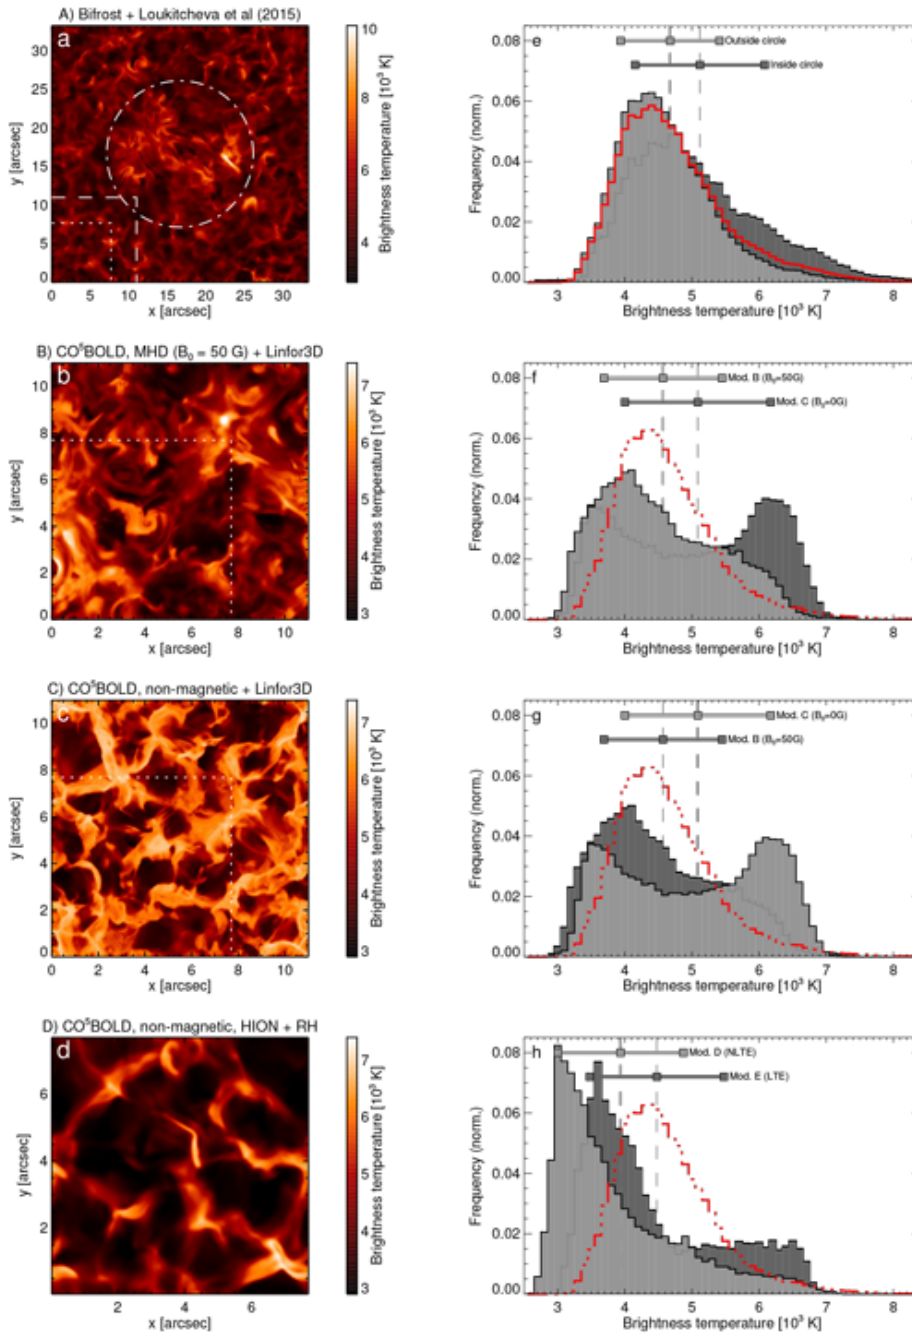 A) Bifrost + Loukitcheva et al (2015)
a
30
25
20
15
10
5
0
y [arcsec]
0 5 10 15 20 25 30
x [arcsec]
10
8
6
4
Brightness temperature [10³ K]
e
Outside circle
Inside circle
0.08
0.06
0.04
0.02
0.00
Frequency (norm.)
3 4 5 6 7 8
Brightness temperature [10³ K]
B) CO⁵BOLD, MHD (B₀ = 50 G) + Linfor3D
b
10
8
6
4
2
0
y [arcsec]
0 2 4 6 8 10
x [arcsec]
7
6
5
4
3
Brightness temperature [10³ K]
f
Mod. B (B₀=50G)
Mod. C (B₀=0G)
0.08
0.06
0.04
0.02
0.00
Frequency (norm.)
3 4 5 6 7 8
Brightness temperature [10³ K]
C) CO⁵BOLD, non-magnetic + Linfor3D
c
10
8
6
4
2
0
y [arcsec]
0 2 4 6 8 10
x [arcsec]
7
6
5
4
3
Brightness temperature [10³ K]
g
Mod. C (B₀=0G)
Mod. B (B₀=50G)
0.08
0.06
0.04
0.02
0.00
Frequency (norm.)
3 4 5 6 7 8
Brightness temperature [10³ K]
D) CO⁵BOLD, non-magnetic, HION + RH
d
6
4
2
y [arcsec]
2 4 6
x [arcsec]
7
6
5
4
3
Brightness temperature [10³ K]
h
Mod. D (NLTE)
Mod. E (LTE)
0.08
0.06
0.04
0.02
0.00
Frequency (norm.)
3 4 5 6 7 8
Brightness temperature [10³ K]